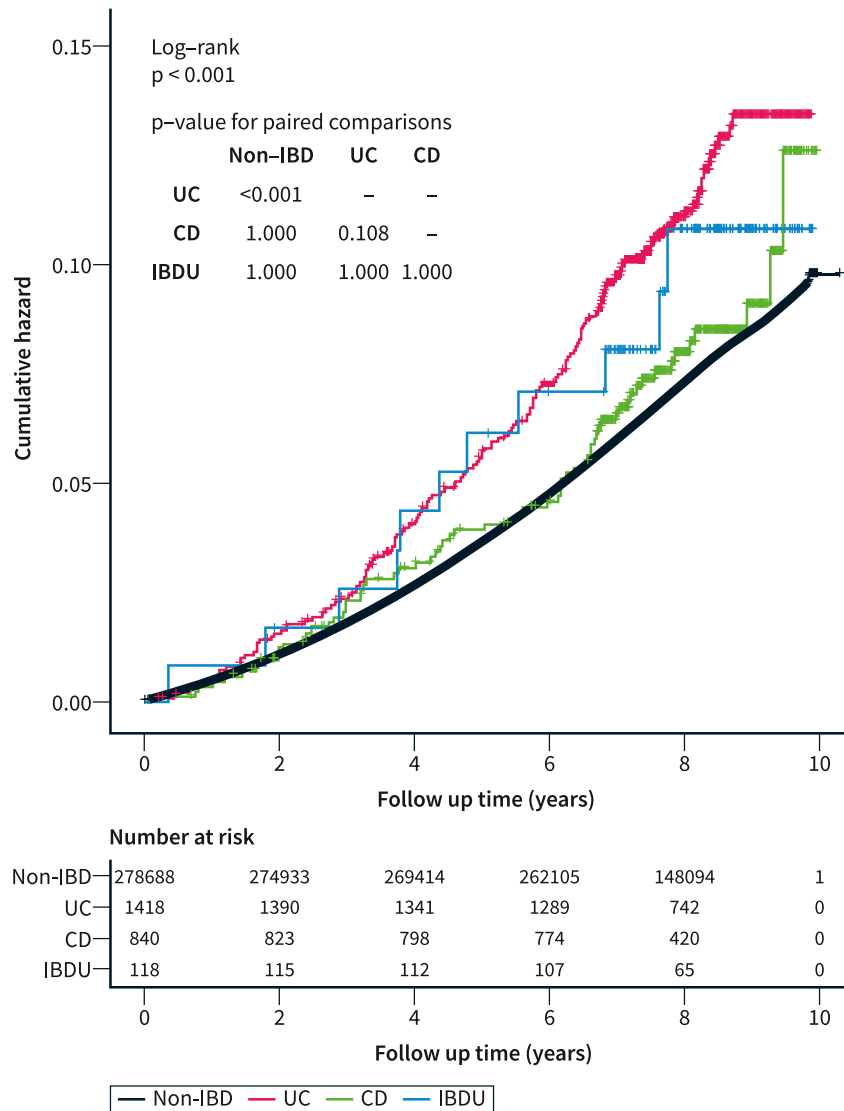 0.15
0.10
0.05
0.00
Cumulative hazard
Log–rank
p < 0.001
p–value for paired comparisons
Non–IBD UC CD
UC <0.001 – –
CD 1.000 0.108 –
IBDU 1.000 1.000 1.000
0 2 4 6 8 10
Follow up time (years)
Number at risk
Non-IBD 278688 274933 269414 262105 148094 1
UC 1418 1390 1341 1289 742 0
CD 840 823 798 774 420 0
IBDU 118 115 112 107 65 0
0 2 4 6 8 10
Follow up time (years)
Non-IBD UC CD IBDU